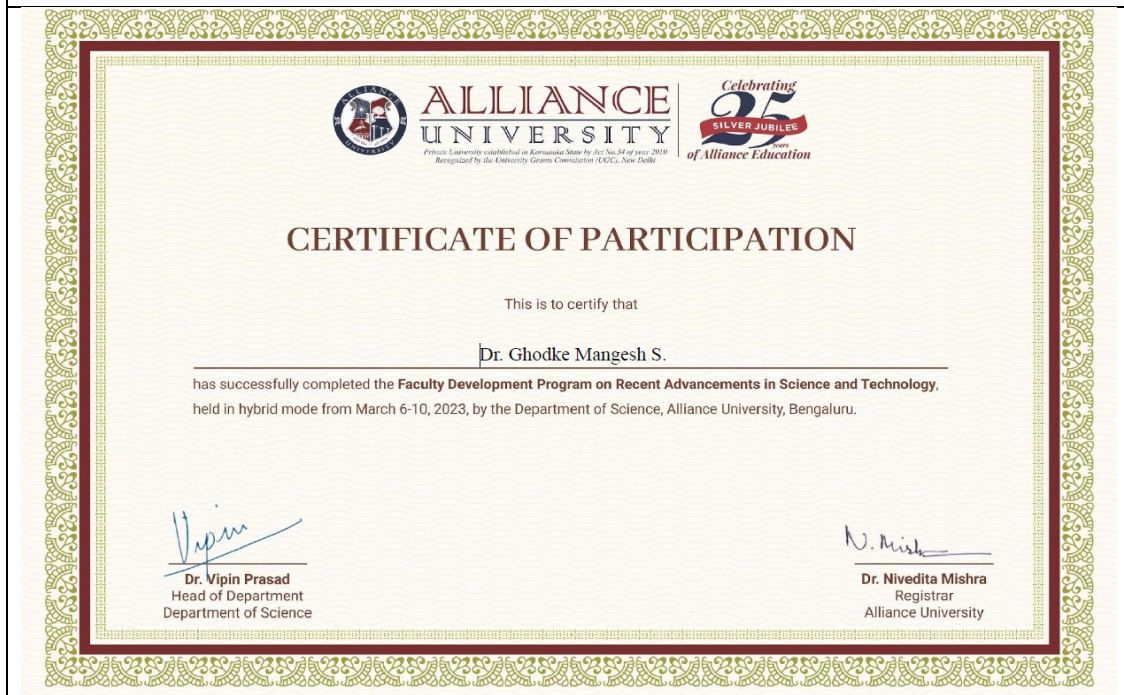 ALLIANCE
UNIVERSITY
Private University established in Karnataka State by Act No.34 of year 2010
Recognized by the University Grants Commission (UGC), New Delhi
Celebrating
25
SILVER JUBILEE
years
of Alliance Education
CERTIFICATE OF PARTICIPATION
This is to certify that
Dr. Ghodke Mangesh S.
has successfully completed the Faculty Development Program on Recent Advancements in Science and Technology,
held in hybrid mode from March 6-10, 2023, by the Department of Science, Alliance University, Bengaluru.
Vipin
Dr. Vipin Prasad
Head of Department
Department of Science
N. Mish
Dr. Nivedita Mishra
Registrar
Alliance University